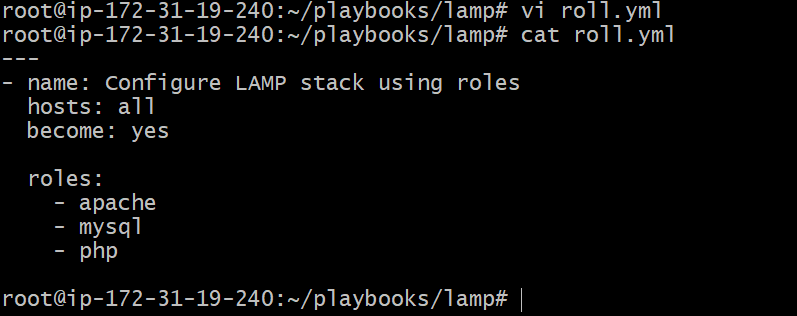 root@ip-172-31-19-240:~/playbooks/lamp# vi roll.yml
root@ip-172-31-19-240:~/playbooks/lamp# cat roll.yml
---
- name: Configure LAMP stack using roles
  hosts: all
  become: yes

  roles:
    - apache
    - mysql
    - php

root@ip-172-31-19-240:~/playbooks/lamp#